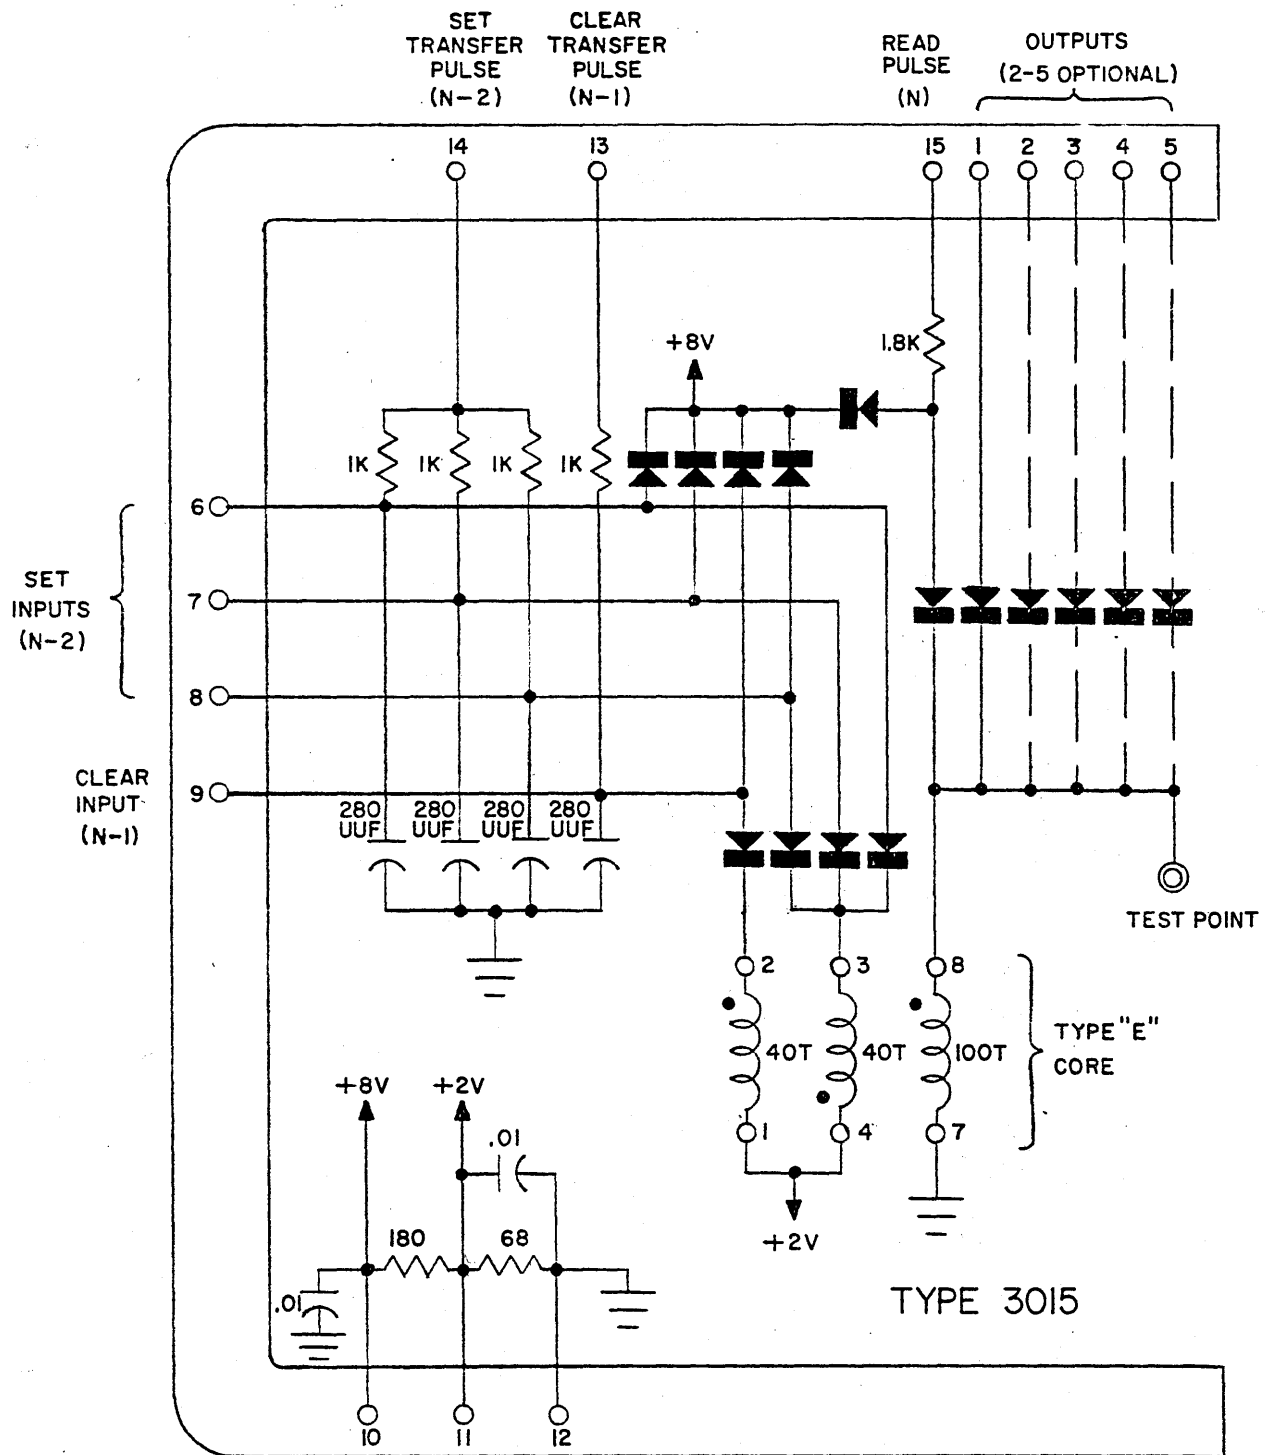 SET
TRANSFER
PULSE
(N-2)
CLEAR
TRANSFER
PULSE
(N-1)
READ
PULSE
(N)
OUTPUTS
(2-5 OPTIONAL)
14
13
15
1
2
3
4
5
+8V
1.8K
1K
1K
1K
1K
6
7
8
9
SET
INPUTS
(N-2)
CLEAR
INPUT
(N-1)
280
UUF
280
UUF
280
UUF
280
UUF
TEST POINT
2
3
8
40T
40T
100T
TYPE "E"
CORE
1
4
7
+2V
+8V
+2V
.01
180
68
.01
TYPE 3015
10
11
12